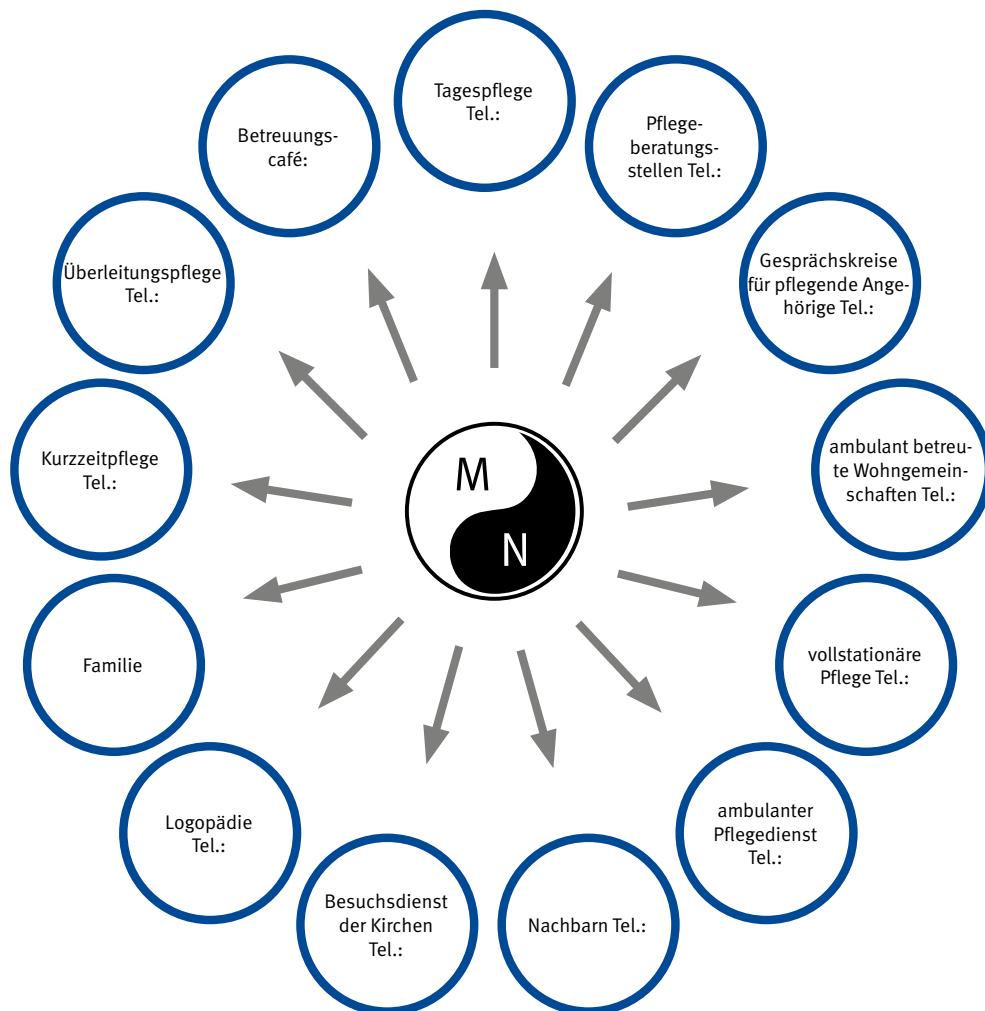 Tagespflege
Tel.:
Pflege-
beratungs-
stellen Tel.:
Gesprächskreise
für pflegende Ange-
hörige Tel.:
ambulant betreu-
te Wohngemein-
schaften Tel.:
vollstationäre
Pflege Tel.:
ambulanter
Pflegedienst
Tel.:
Nachbarn Tel.:
Besuchsdienst
der Kirchen
Tel.:
Logopädie
Tel.:
Familie
Kurzzeitpflege
Tel.:
Überleitungspflege
Tel.:
Betreuungs-
café:
M
N